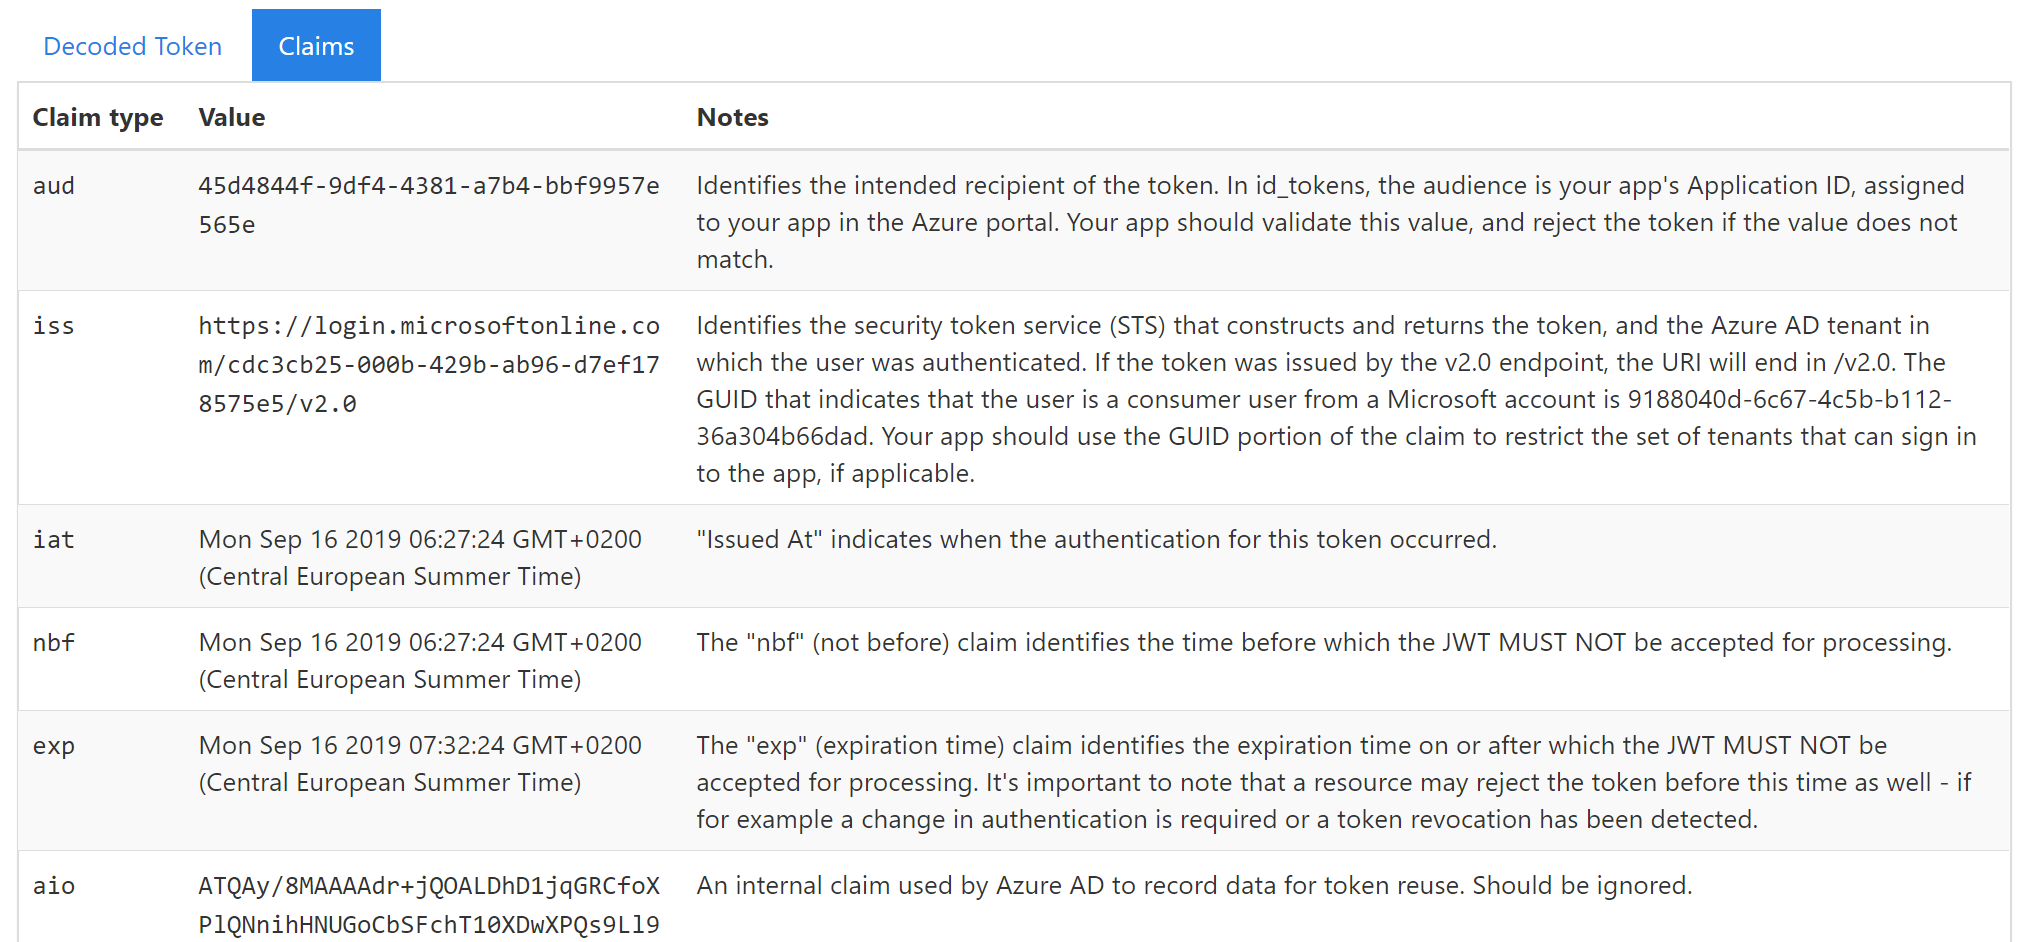 Decoded Token Claims
Claim type Value Notes
aud 45d4844f-9df4-4381-a7b4-bbf9957e Identifies the intended recipient of the token. In id_tokens, the audience is your app's Application ID, assigned
565e to your app in the Azure portal. Your app should validate this value, and reject the token if the value does not
match.
iss https://login.microsoftonline.co Identifies the security token service (STS) that constructs and returns the token, and the Azure AD tenant in
m/cdc3cb25-000b-429b-ab96-d7ef17 which the user was authenticated. If the token was issued by the v2.0 endpoint, the URI will end in /v2.0. The
8575e5/v2.0 GUID that indicates that the user is a consumer user from a Microsoft account is 9188040d-6c67-4c5b-b112-
36a304b66dad. Your app should use the GUID portion of the claim to restrict the set of tenants that can sign in
to the app, if applicable.
iat Mon Sep 16 2019 06:27:24 GMT+0200 "Issued At" indicates when the authentication for this token occurred.
(Central European Summer Time)
nbf Mon Sep 16 2019 06:27:24 GMT+0200 The "nbf" (not before) claim identifies the time before which the JWT MUST NOT be accepted for processing.
(Central European Summer Time)
exp Mon Sep 16 2019 07:32:24 GMT+0200 The "exp" (expiration time) claim identifies the expiration time on or after which the JWT MUST NOT be
(Central European Summer Time) accepted for processing. It's important to note that a resource may reject the token before this time as well - if
for example a change in authentication is required or a token revocation has been detected.
aio ATQAy/8MAAAAdr+jQOALDhD1jqGRCfoX An internal claim used by Azure AD to record data for token reuse. Should be ignored.
PlQNnihHNUGoCbSFchT10XDwXPQs9Ll9